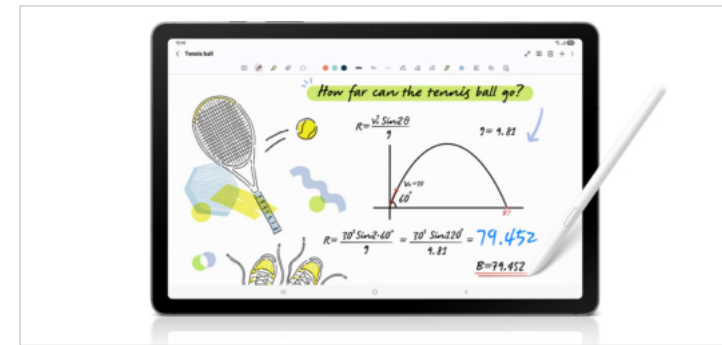 Tennis ball
How far can the tennis ball go?
R= V₀² Sin2θ / g
g= 9.81
V₀=30
60°
B?
R= 30² Sin2·60° / g = 30² Sin120° / 9.81 = 79.452
B=79.452